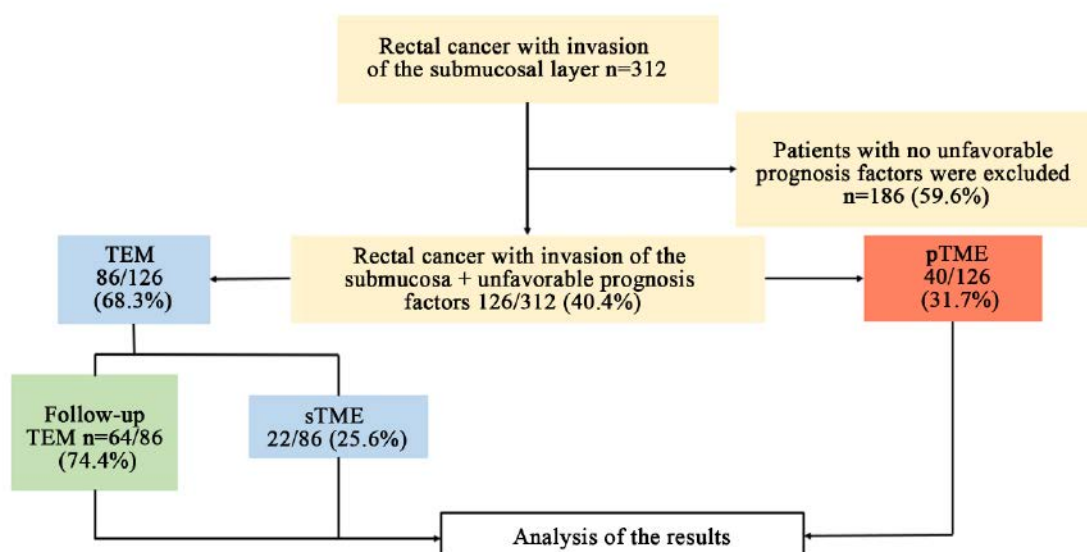 Rectal cancer with invasion
of the submucosal layer n=312
Patients with no unfavorable
prognosis factors were excluded
n=186 (59.6%)
TEM
86/126
(68.3%)
Rectal cancer with invasion of the
submucosa + unfavorable prognosis
factors 126/312 (40.4%)
pTME
40/126
(31.7%)
Follow-up
TEM n=64/86
(74.4%)
sTME
22/86 (25.6%)
Analysis of the results